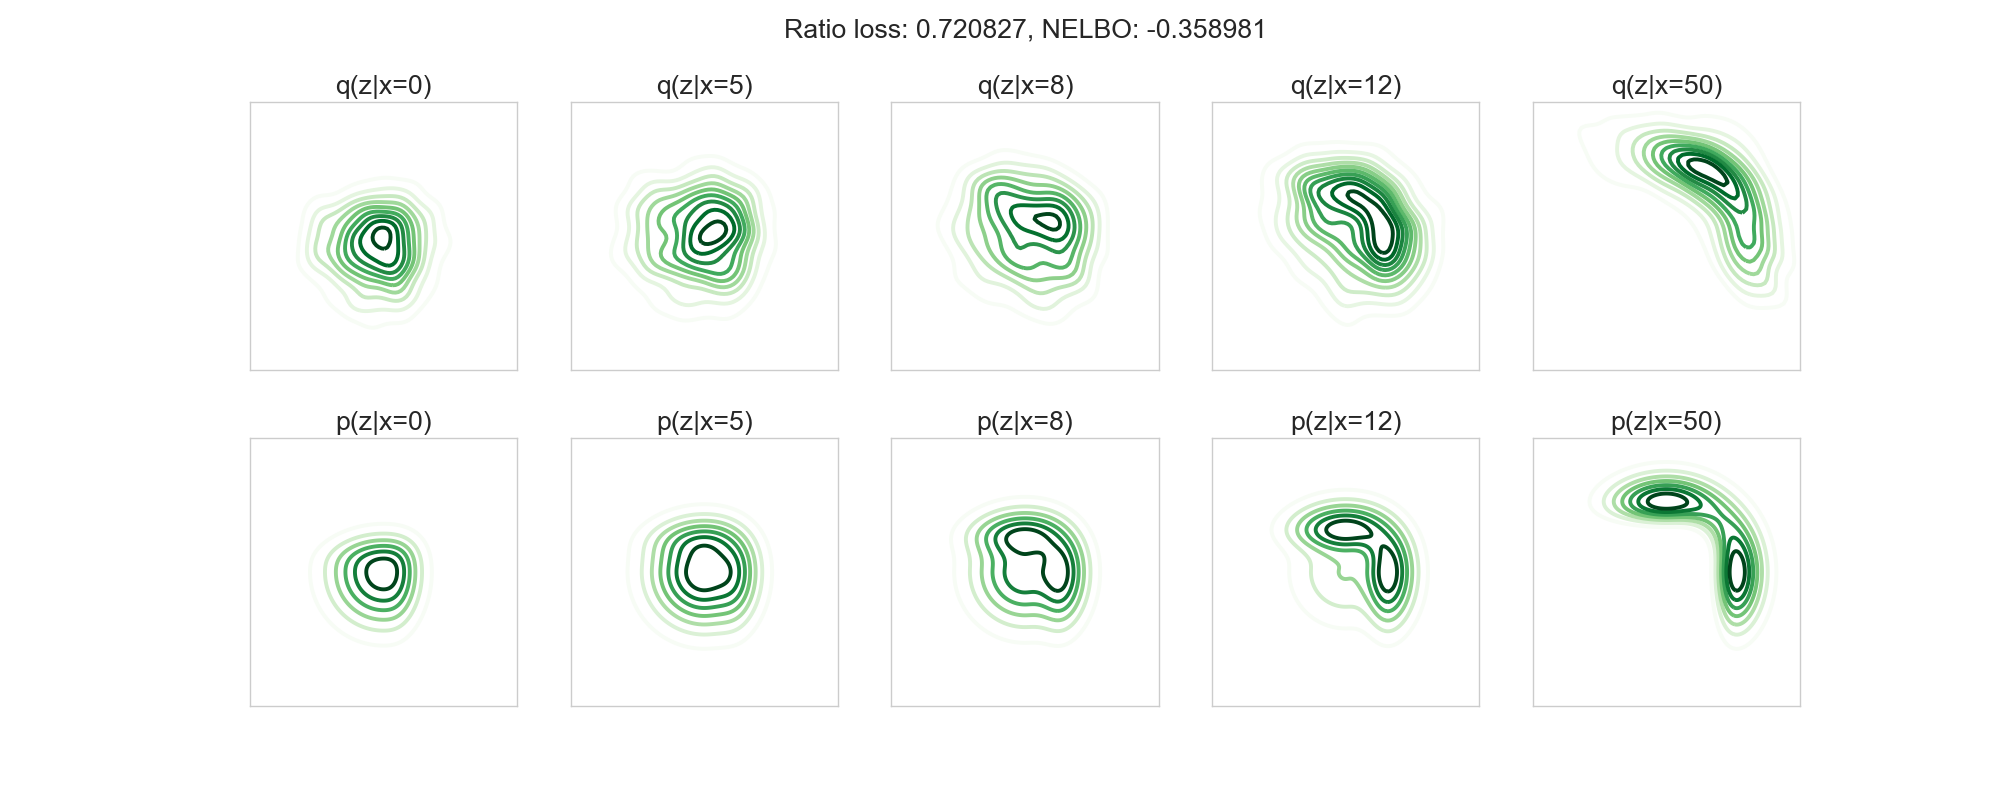 Ratio loss: 0.720827, NELBO: -0.358981
q(z|x=0) q(z|x=5) q(z|x=8) q(z|x=12) q(z|x=50)
p(z|x=0) p(z|x=5) p(z|x=8) p(z|x=12) p(z|x=50)